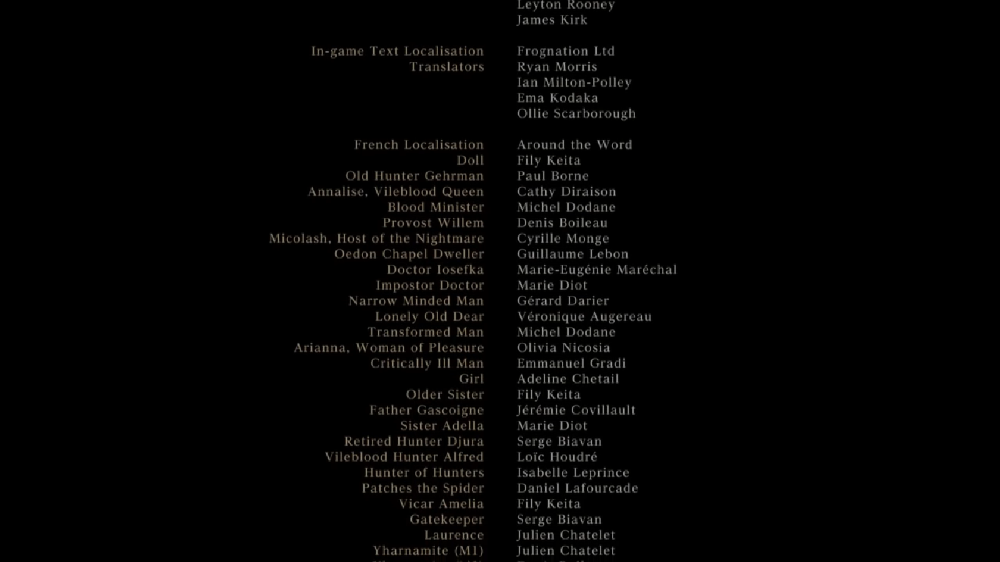 Leyton Rooney
James Kirk
In-game Text Localisation Frognation Ltd
Translators Ryan Morris
Ian Milton-Polley
Ema Kodaka
Ollie Scarborough
French Localisation Around the Word
Doll Fily Keita
Old Hunter Gehrman Paul Borne
Annalise, Vileblood Queen Cathy Diraison
Blood Minister Michel Dodane
Provost Willem Denis Boileau
Micolash, Host of the Nightmare Cyrille Monge
Oedon Chapel Dweller Guillaume Lebon
Doctor Iosefka Marie-Eugénie Maréchal
Impostor Doctor Marie Diot
Narrow Minded Man Gérard Darier
Lonely Old Dear Véronique Augereau
Transformed Man Michel Dodane
Arianna, Woman of Pleasure Olivia Nicosia
Critically Ill Man Emmanuel Gradi
Girl Adeline Chetail
Older Sister Fily Keita
Father Gascoigne Jérémie Covillault
Sister Adella Marie Diot
Retired Hunter Djura Serge Biavan
Vileblood Hunter Alfred Loïc Houdré
Hunter of Hunters Isabelle Leprince
Patches the Spider Daniel Lafourcade
Vicar Amelia Fily Keita
Gatekeeper Serge Biavan
Laurence Julien Chatelet
Yharnamite (M1) Julien Chatelet